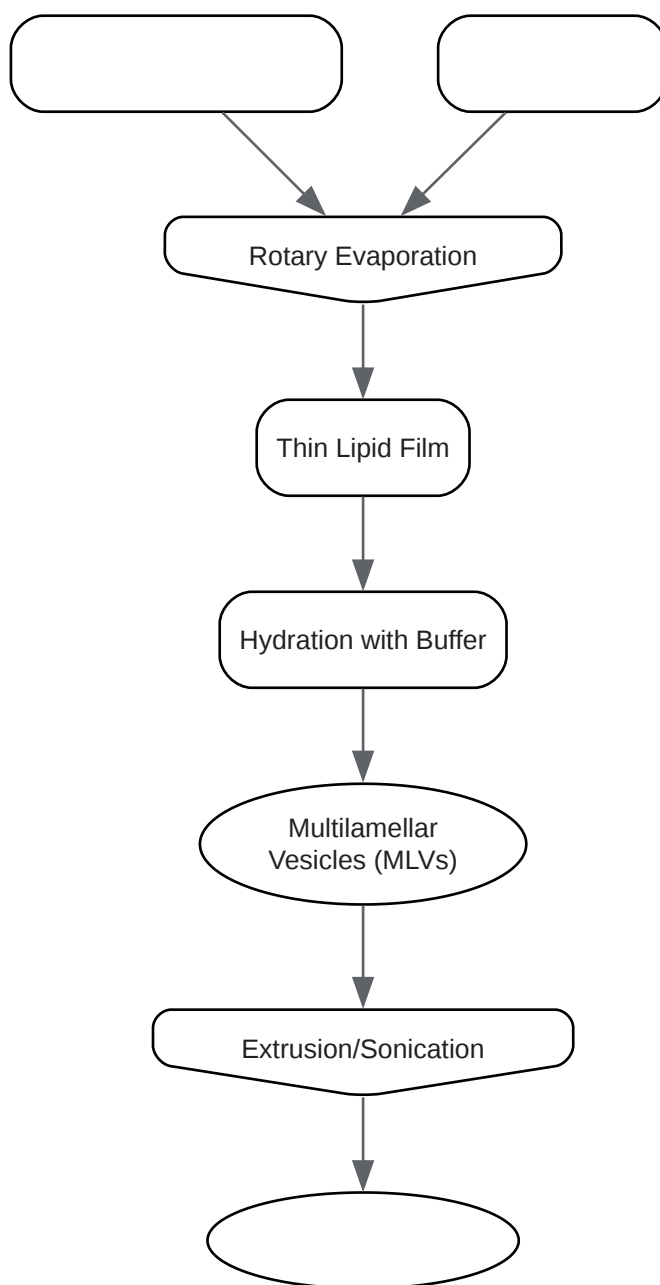 Rotary Evaporation
Thin Lipid Film
Hydration with Buffer
Multilamellar
Vesicles (MLVs)
Extrusion/Sonication